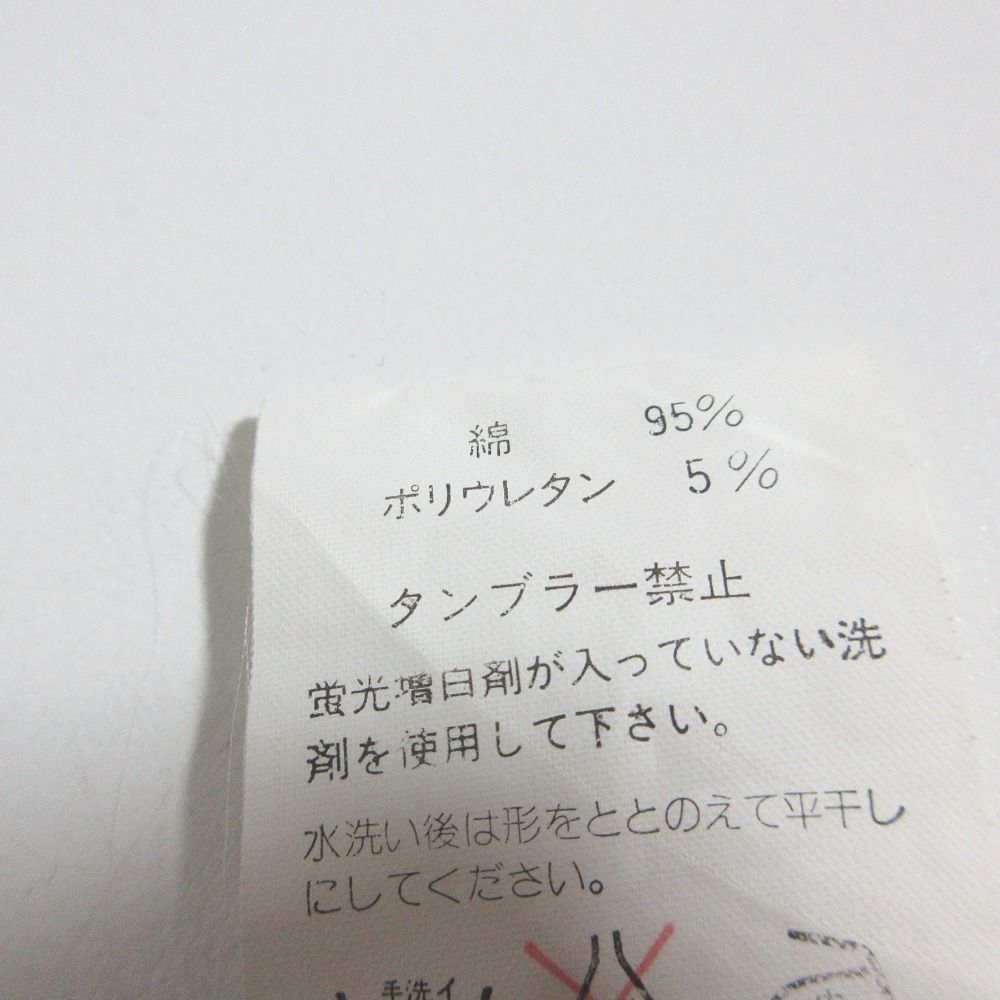 綿 95%
ポリウレタン 5%
タンブラー禁止
蛍光増白剤が入っていない洗
剤を使用して下さい。
水洗い後は形をととのえて平干し
にしてください。
手洗イ